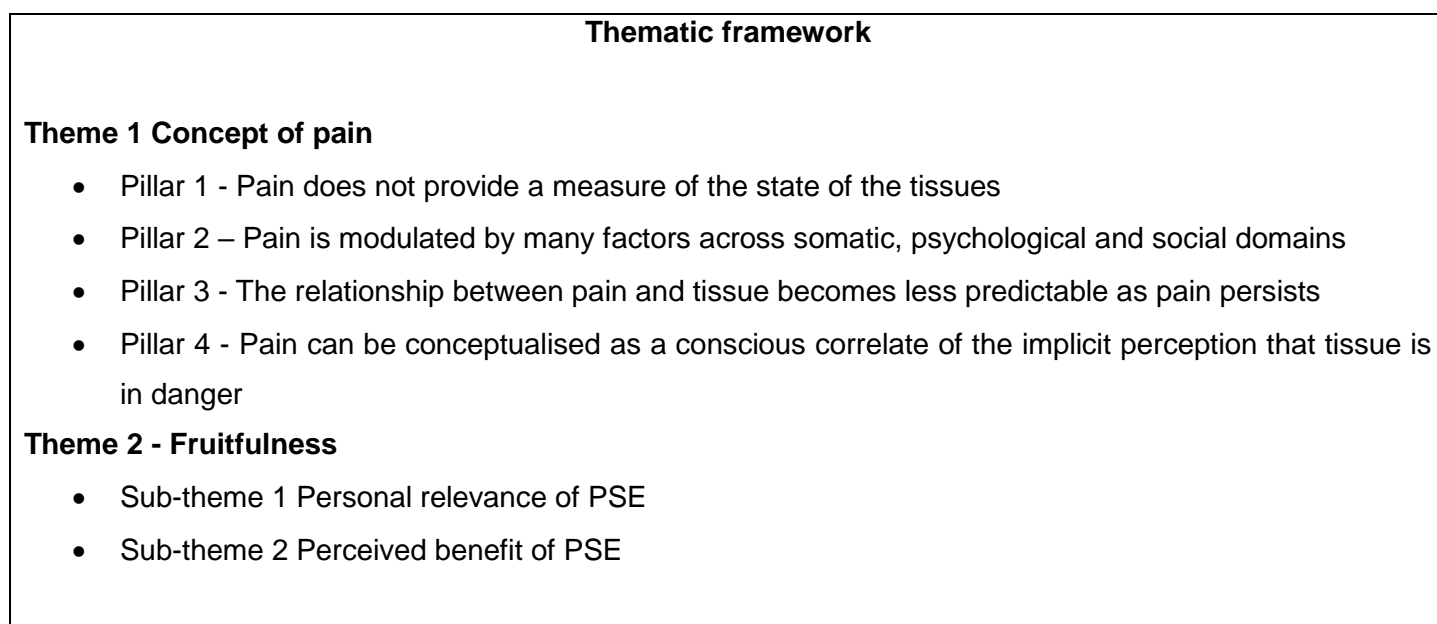 Thematic framework
Theme 1 Concept of pain
• Pillar 1 - Pain does not provide a measure of the state of the tissues
• Pillar 2 – Pain is modulated by many factors across somatic, psychological and social domains
• Pillar 3 - The relationship between pain and tissue becomes less predictable as pain persists
• Pillar 4 - Pain can be conceptualised as a conscious correlate of the implicit perception that tissue is
in danger
Theme 2 - Fruitfulness
• Sub-theme 1 Personal relevance of PSE
• Sub-theme 2 Perceived benefit of PSE